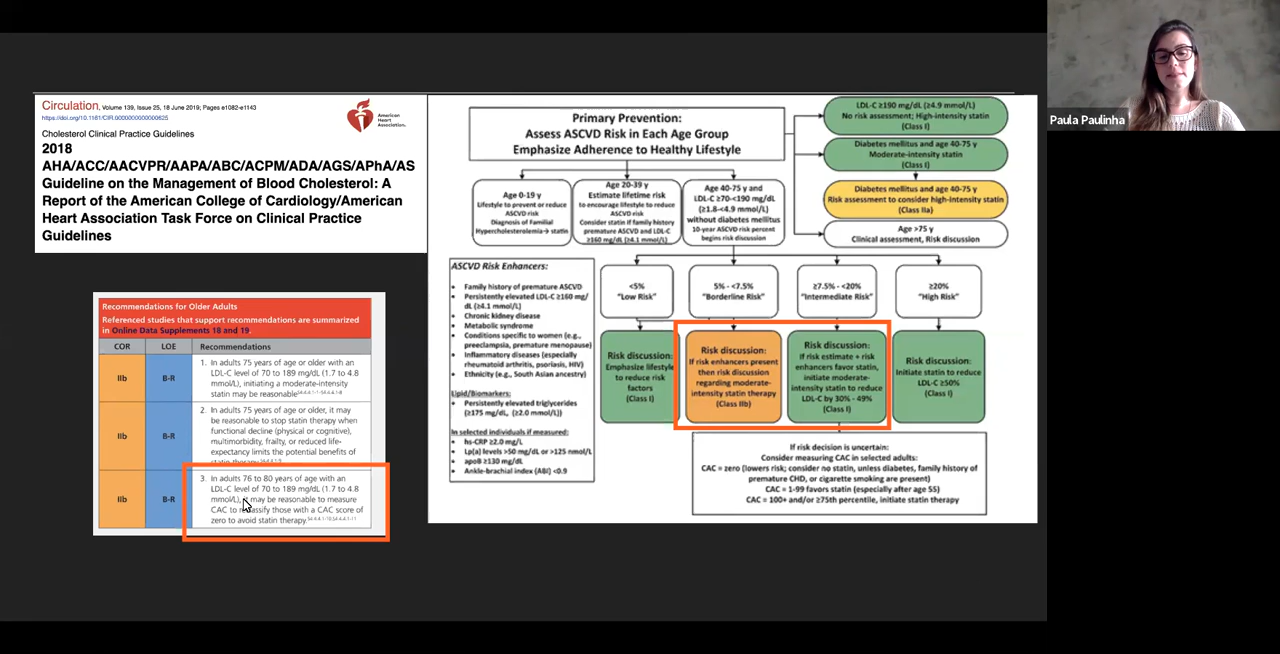 Circulation, Volume 139, Issue 25, 18 June 2019; Pages e1082-e1143
https://doi.org/10.1161/CIR.0000000000000625
American
Heart
Association.
Cholesterol Clinical Practice Guidelines
2018
AHA/ACC/AACVPR/AAPA/ABC/ACPM/ADA/AGS/APhA/AS
Guideline on the Management of Blood Cholesterol: A
Report of the American College of Cardiology/American
Heart Association Task Force on Clinical Practice
Guidelines
Recommendations for Older Adults
Referenced studies that support recommendations are summarized
in Online Data Supplements 18 and 19
COR LOE Recommendations
IIb B-R
1. In adults 75 years of age or older with an
LDL-C level of 70 to 189 mg/dL (1.7 to 4.8
mmol/L), initiating a moderate-intensity
statin may be reasonable
IIb B-R
2. In adults 75 years of age or older, it may
be reasonable to stop statin therapy when
functional decline (physical or cognitive),
multimorbidity, frailty, or reduced life-
expectancy limits the potential benefits of
statin therapy
IIb B-R
3. In adults 76 to 80 years of age with an
LDL-C level of 70 to 189 mg/dL (1.7 to 4.8
mmol/L), it may be reasonable to measure
CAC to reclassify those with a CAC score of
zero to avoid statin therapy.
Primary Prevention:
Assess ASCVD Risk in Each Age Group
Emphasize Adherence to Healthy Lifestyle
LDL-C ≥190 mg/dL (≥4.9 mmol/L)
No risk assessment; High-intensity statin
(Class I)
Diabetes mellitus and age 40-75 y
Moderate-intensity statin
(Class I)
Diabetes mellitus and age 40-75 y
Risk assessment to consider high-intensity statin
(Class IIa)
Age >75 y
Clinical assessment, Risk discussion
Age 0-19 y
Lifestyle to prevent or reduce
ASCVD risk
Diagnosis of Familial
Hypercholesterolemia→ statin
Age 20-39 y
Estimate lifetime risk
to encourage lifestyle to reduce
ASCVD risk
Consider statin if family history
premature ASCVD and LDL-C
≥160 mg/dL (≥4.1 mmol/L)
Age 40-75 y and
LDL-C ≥70-<190 mg/dL
(≥1.8-<4.9 mmol/L)
without diabetes mellitus
10-year ASCVD risk percent
begins risk discussion
ASCVD Risk Enhancers:
• Family history of premature ASCVD
• Persistently elevated LDL-C ≥160 mg/
dL (≥4.1 mmol/L)
• Chronic kidney disease
• Metabolic syndrome
• Conditions specific to women (e.g.,
preeclampsia, premature menopause)
• Inflammatory diseases (especially
rheumatoid arthritis, psoriasis, HIV)
• Ethnicity (e.g., South Asian ancestry)
Lipid/Biomarkers:
• Persistently elevated triglycerides
(≥175 mg/dL, (≥2.0 mmol/L))
In selected individuals if measured:
• hs-CRP ≥2.0 mg/L
• Lp(a) levels >50 mg/dL or >125 nmol/L
• apoB ≥130 mg/dL
• Ankle-brachial index (ABI) <0.9
<5%
"Low Risk"
5% - <7.5%
"Borderline Risk"
≥7.5% - <20%
"Intermediate Risk"
≥20%
"High Risk"
Risk discussion:
Emphasize lifestyle
to reduce risk
factors
(Class I)
Risk discussion:
If risk enhancers present
then risk discussion
regarding moderate-
intensity statin therapy
(Class IIb)
Risk discussion:
If risk estimate + risk
enhancers favor statin,
initiate moderate-
intensity statin to reduce
LDL-C by 30% - 49%
(Class I)
Risk discussion:
Initiate statin to reduce
LDL-C ≥50%
(Class I)
If risk decision is uncertain:
Consider measuring CAC in selected adults:
CAC = zero (lowers risk; consider no statin, unless diabetes, family history of
premature CHD, or cigarette smoking are present)
CAC = 1-99 favors statin (especially after age 55)
CAC = 100+ and/or ≥75th percentile, initiate statin therapy
Paula Paulinha